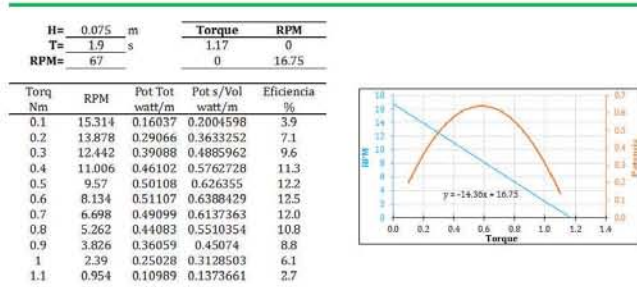 H= 0.075 m
T= 1.9 s
RPM= 67
Torque RPM
1.17 0
0 16.75
Torq Nm RPM Pot Tot watt/m Pot s/Vol watt/m Eficiencia %
0.1 15.314 0.16037 0.2004598 3.9
0.2 13.878 0.29066 0.3633252 7.1
0.3 12.442 0.39088 0.4885962 9.6
0.4 11.006 0.46102 0.5762728 11.3
0.5 9.57 0.50108 0.626355 12.2
0.6 8.134 0.51107 0.6388429 12.5
0.7 6.698 0.49099 0.6137363 12.0
0.8 5.262 0.44083 0.5510354 10.8
0.9 3.826 0.36059 0.45074 8.8
1 2.39 0.25028 0.3128503 6.1
1.1 0.954 0.10989 0.1373661 2.7
18 0.7
16 0.6
14
12 0.5
10 0.4
8 0.3
6
4 0.2
2 0.1
0 0.0
RPM
y = -14.36x + 16.75
0.0 0.2 0.4 0.6 0.8 1.0 1.2 1.4
Torque